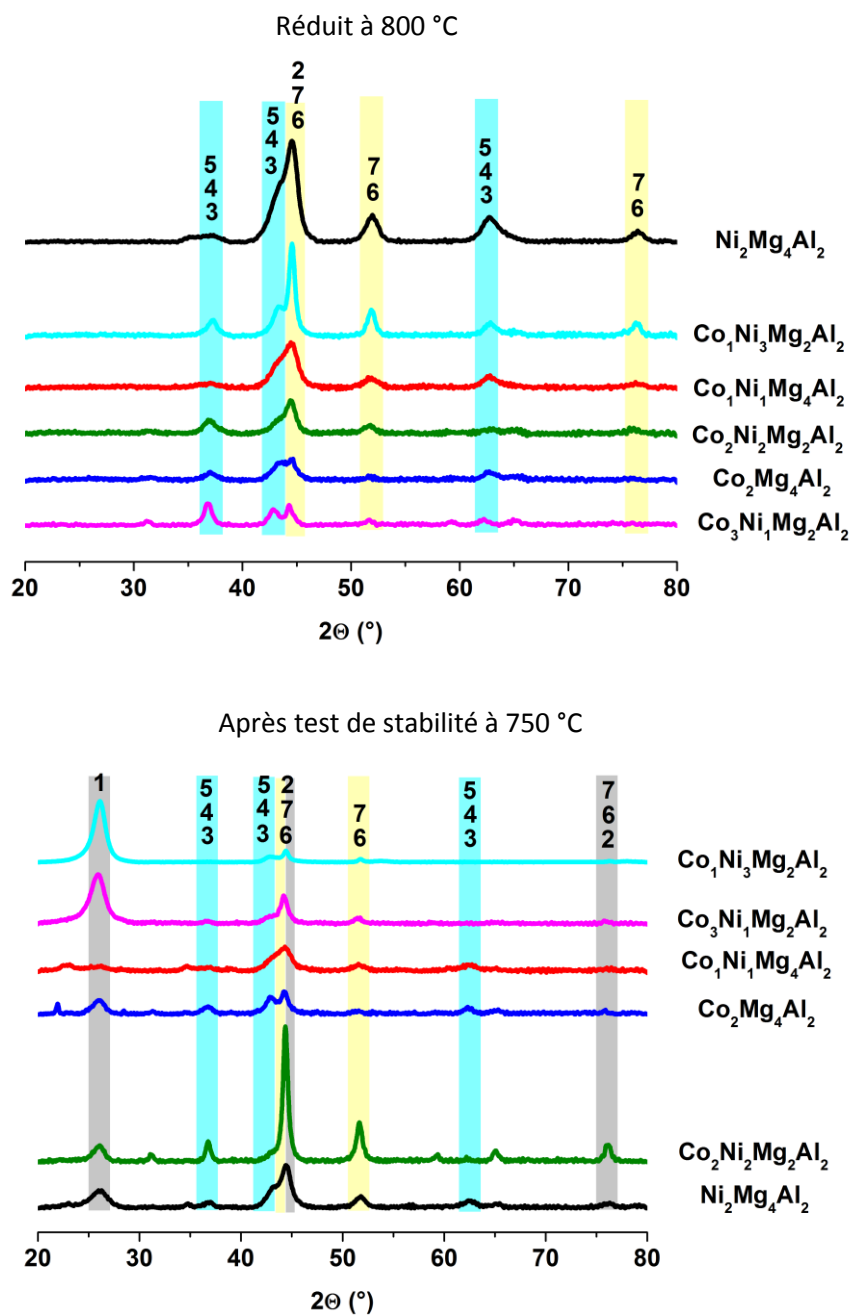 Réduit à 800 °C
5
4
3
5
4
3
2
7
6
7
6
5
4
3
7
6
Ni2Mg4Al2
Co1Ni3Mg2Al2
Co1Ni1Mg4Al2
Co2Ni2Mg2Al2
Co2Mg4Al2
Co3Ni1Mg2Al2
20 30 40 50 60 70 80
2Θ (°)
Après test de stabilité à 750 °C
1
5
4
3
5
4
3
2
7
6
7
6
5
4
3
7
6
2
Co1Ni3Mg2Al2
Co3Ni1Mg2Al2
Co1Ni1Mg4Al2
Co2Mg4Al2
Co2Ni2Mg2Al2
Ni2Mg4Al2
20 30 40 50 60 70 80
2Θ (°)